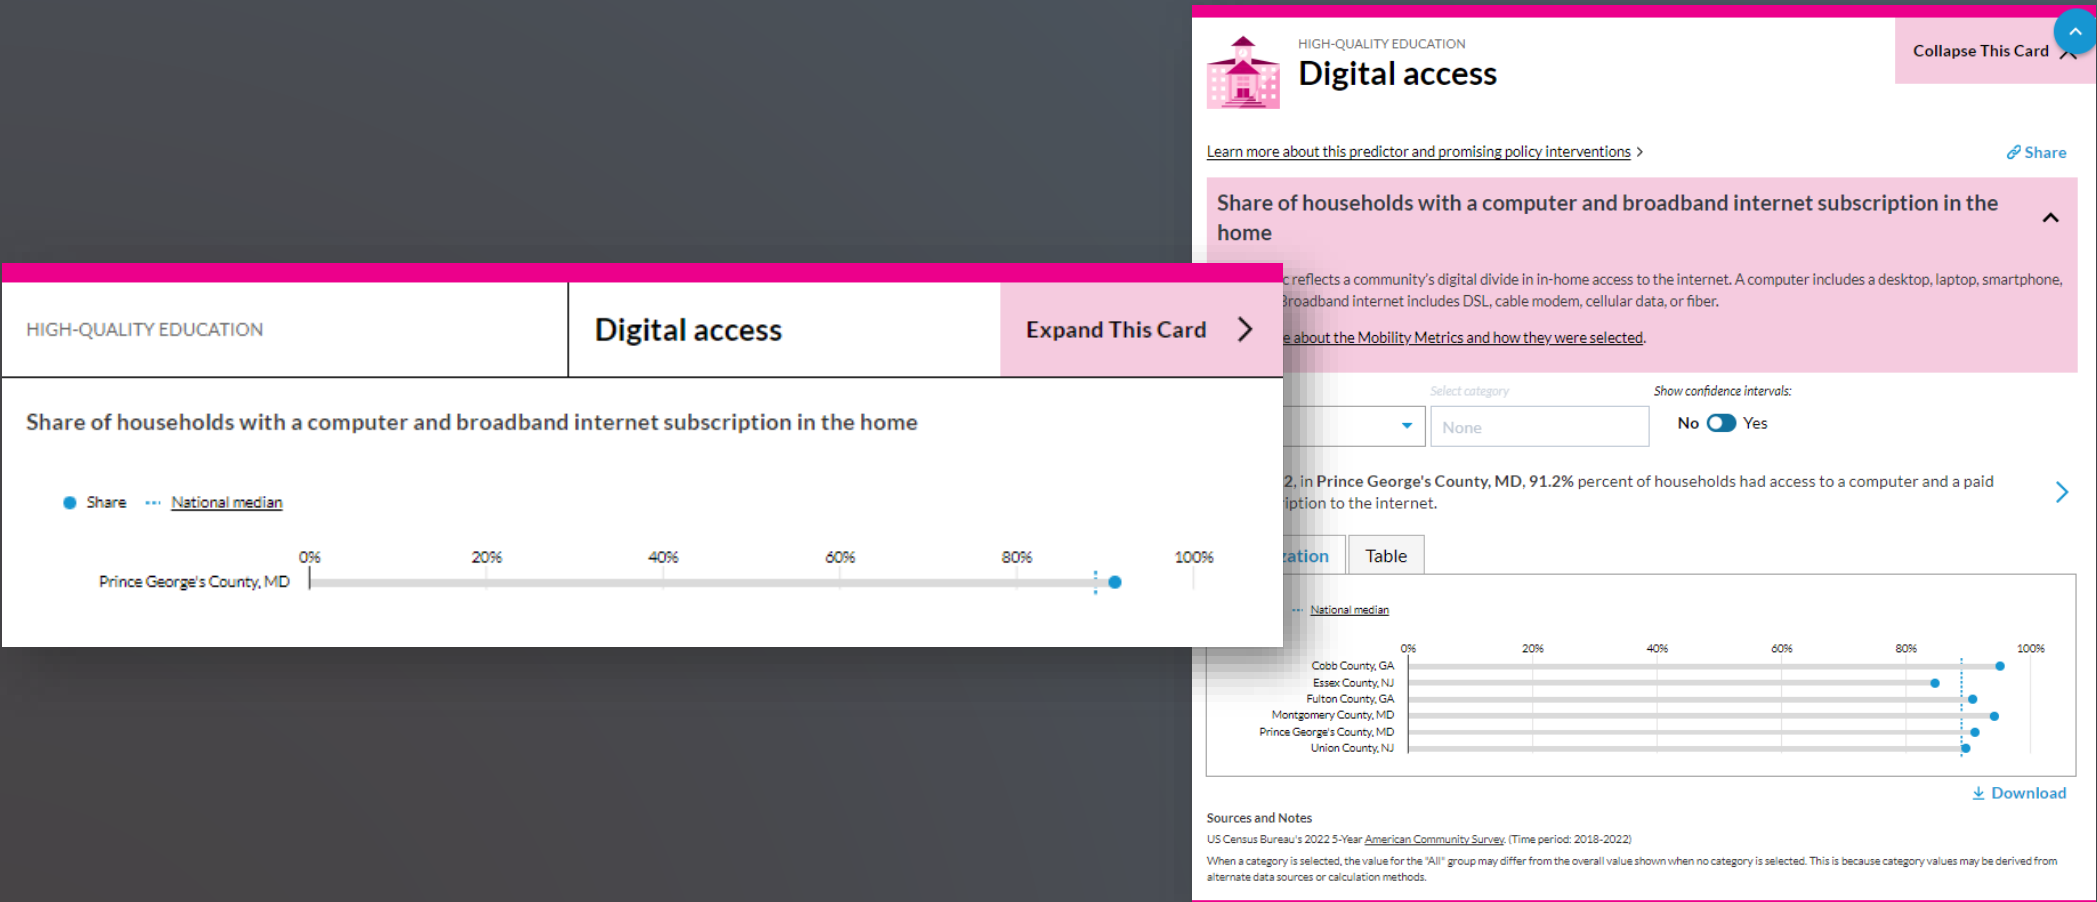 HIGH-QUALITY EDUCATION
Digital access
Expand This Card
Share of households with a computer and broadband internet subscription in the home
Share
National median
0% 20% 40% 60% 80% 100%
Prince George's County, MD
HIGH-QUALITY EDUCATION
Digital access
Collapse This Card
Learn more about this predictor and promising policy interventions
Share
Share of households with a computer and broadband internet subscription in the
home
reflects a community's digital divide in in-home access to the internet. A computer includes a desktop, laptop, smartphone,
Broadband internet includes DSL, cable modem, cellular data, or fiber.
about the Mobility Metrics and how they were selected.
Select category
Show confidence intervals:
None
No Yes
2, in Prince George's County, MD, 91.2% percent of households had access to a computer and a paid
to the internet.
Table
National median
0% 20% 40% 60% 80% 100%
Cobb County, GA
Essex County, NJ
Fulton County, GA
Montgomery County, MD
Prince George's County, MD
Union County, NJ
Download
Sources and Notes
US Census Bureau's 2022 5-Year American Community Survey. (Time period: 2018-2022)
When a category is selected, the value for the "All" group may differ from the overall value shown when no category is selected. This is because category values may be derived from
alternate data sources or calculation methods.